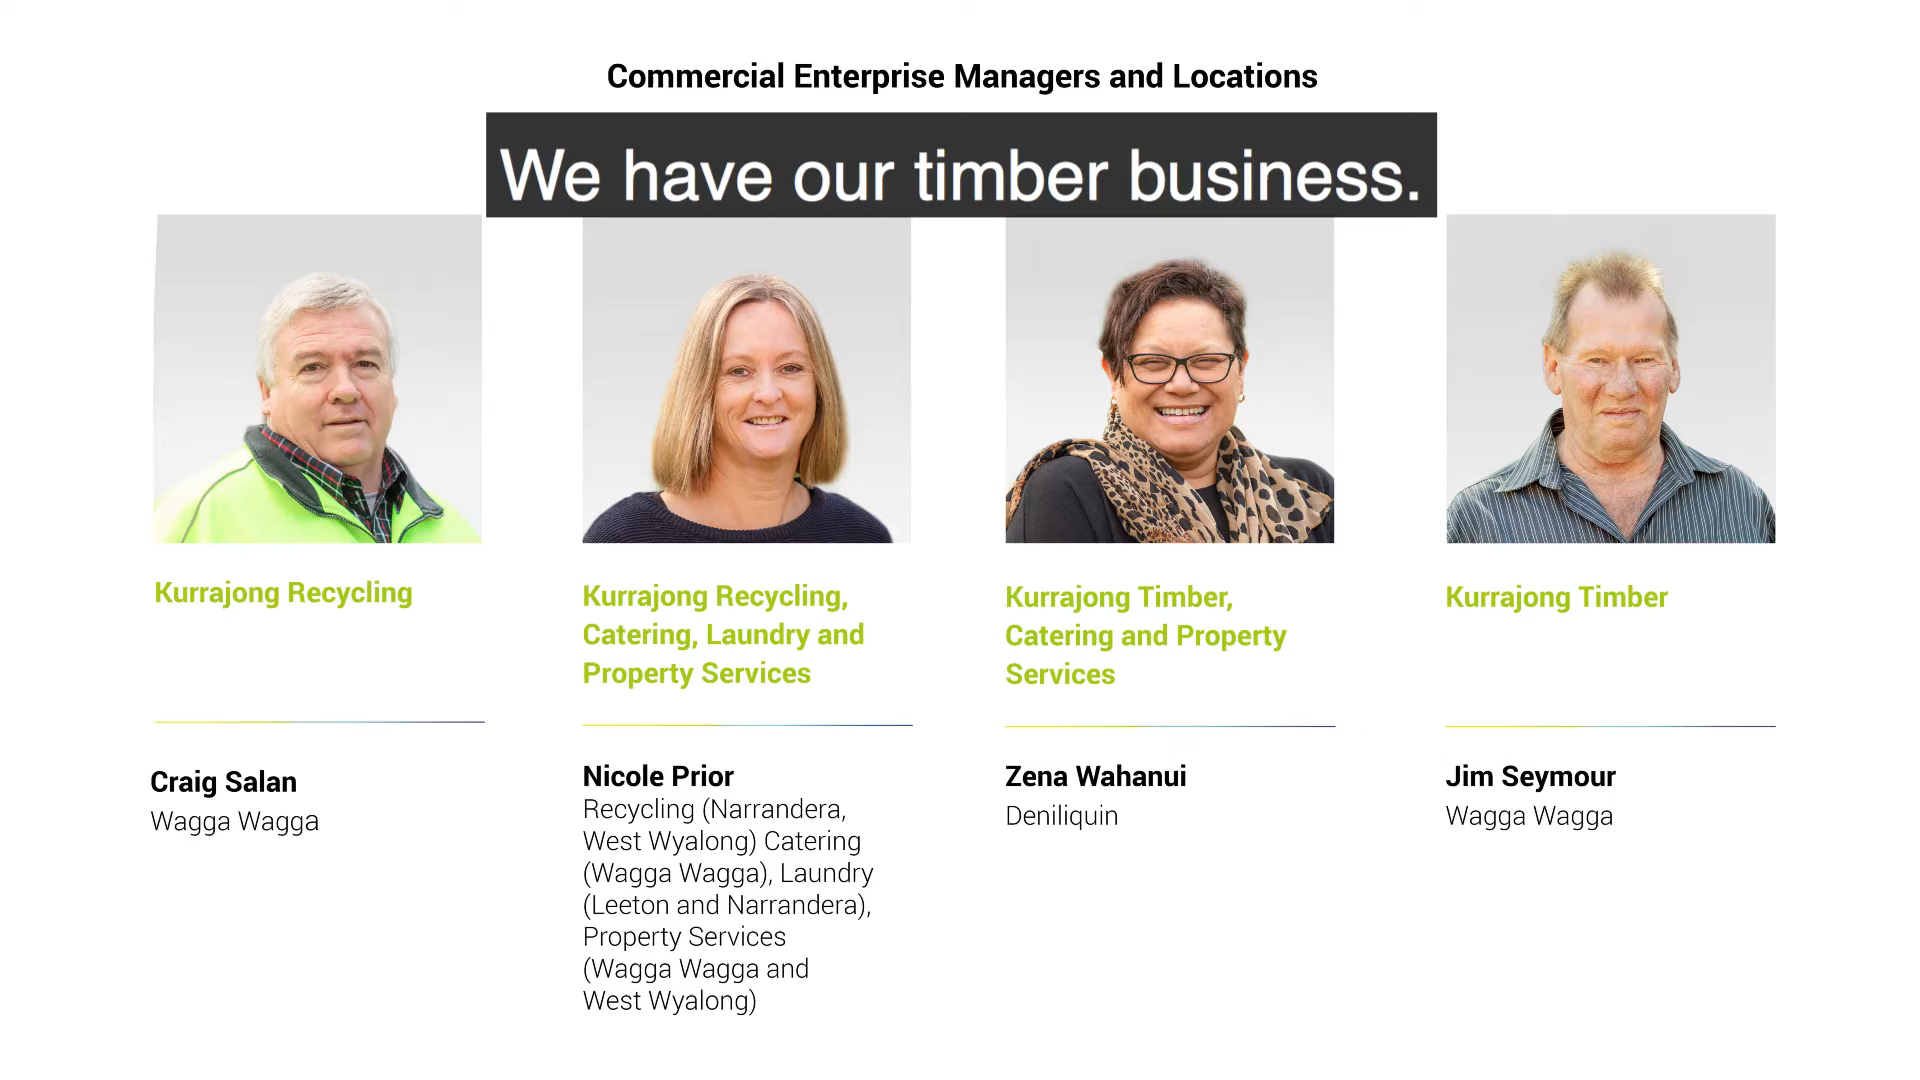 Commercial Enterprise Managers and Locations
We have our timber business.
Kurrajong Recycling
Kurrajong Recycling,
Catering, Laundry and
Property Services
Kurrajong Timber,
Catering and Property
Services
Kurrajong Timber
Craig Salan
Wagga Wagga
Nicole Prior
Recycling (Narrandera,
West Wyalong) Catering
(Wagga Wagga), Laundry
(Leeton and Narrandera),
Property Services
(Wagga Wagga and
West Wyalong)
Zena Wahanui
Deniliquin
Jim Seymour
Wagga Wagga